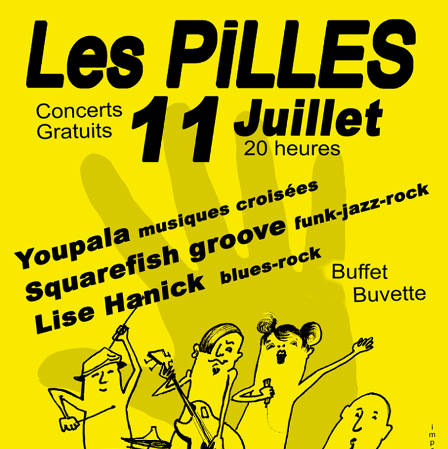 Les PiLLES
Concerts
Gratuits
11 Juillet
20 heures
Youpala musiques croisées
Squarefish groove funk-jazz-rock
Lise Hanick blues-rock
Buffet
Buvette